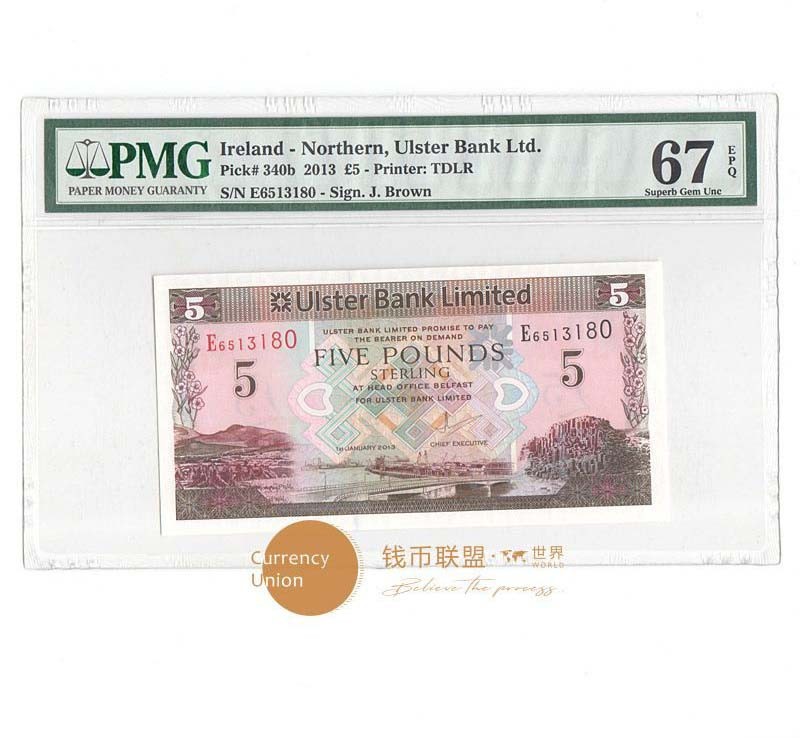 PMG
PAPER MONEY GUARANTY
Ireland - Northern, Ulster Bank Ltd.
Pick# 340b 2013 £5 - Printer: TDLR
S/N E6513180 - Sign. J. Brown
67
EPQ
Superb Gem Unc
5
Ulster Bank Limited
5
E6513180
ULSTER BANK LIMITED PROMISE TO PAY
THE BEARER ON DEMAND
E6513180
5
FIVE POUNDS
STERLING
5
AT HEAD OFFICE BELFAST
FOR ULSTER BANK LIMITED
1st JANUARY 2013
CHIEF EXECUTIVE
Currency
Union
钱币联盟·世界
WORLD
Believe the process.